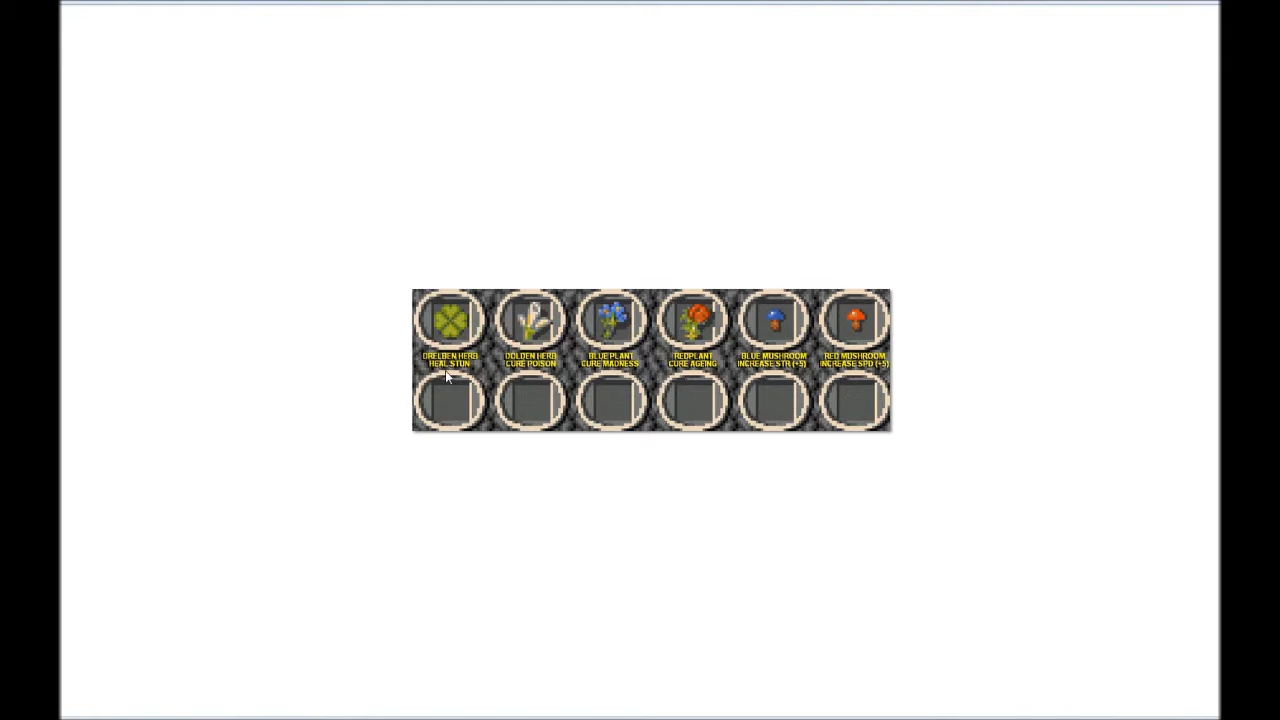 DRELBEN HERB
HEAL STUN
DOLDEN HERB
CURE POISON
BLUE PLANT
CURE MADNESS
REDPLANT
CURE AGEING
BLUE MUSHROOM
INCREASE STR (+5)
RED MUSHROOM
INCREASE SPD (+5)